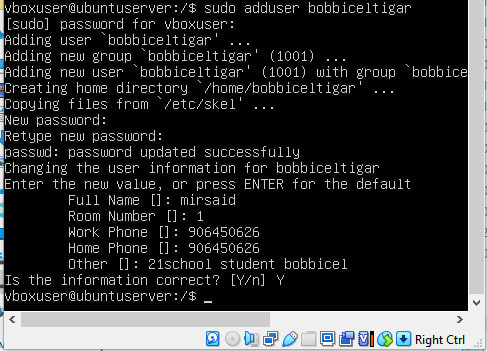 vboxuser@ubuntuserver:/$ sudo adduser bobbiceltigar
[sudo] password for vboxuser:
Adding user `bobbiceltigar' ...
Adding new group `bobbiceltigar' (1001) ...
Adding new user `bobbiceltigar' (1001) with group `bobbice
Creating home directory `/home/bobbiceltigar' ...
Copying files from `/etc/skel' ...
New password:
Retype new password:
passwd: password updated successfully
Changing the user information for bobbiceltigar
Enter the new value, or press ENTER for the default
Full Name []: mirsaid
Room Number []: 1
Work Phone []: 906450626
Home Phone []: 906450626
Other []: 21school student bobbicel
Is the information correct? [Y/n] Y
vboxuser@ubuntuserver:/$ _
Right Ctrl